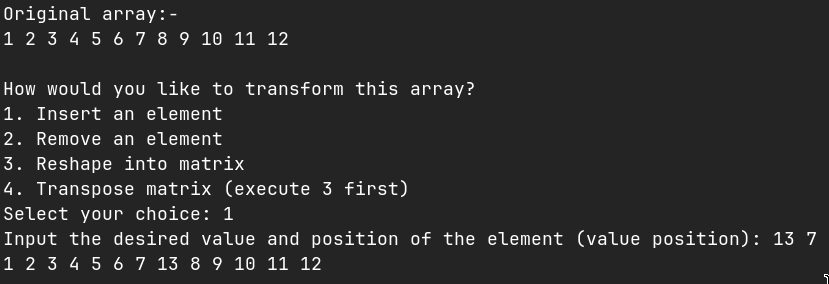 Original array:-
1 2 3 4 5 6 7 8 9 10 11 12
How would you like to transform this array?
1. Insert an element
2. Remove an element
3. Reshape into matrix
4. Transpose matrix (execute 3 first)
Select your choice: 1
Input the desired value and position of the element (value position): 13 7
1 2 3 4 5 6 7 13 8 9 10 11 12